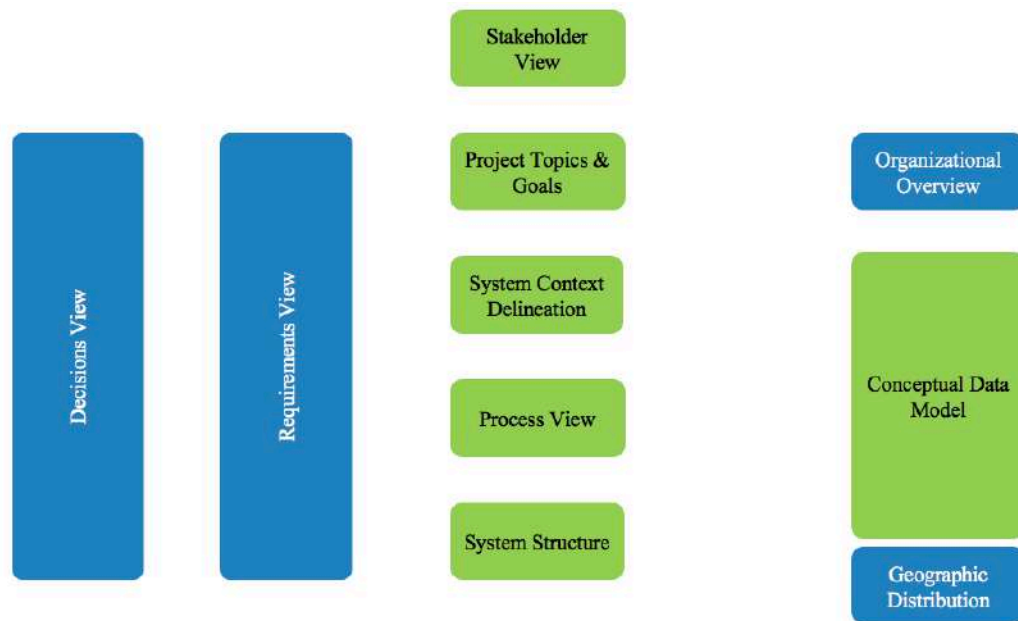 Stakeholder
View
Decisions View
Requirements View
Project Topics &
Goals
System Context
Delineation
Process View
System Structure
Organizational
Overview
Conceptual Data
Model
Geographic
Distribution